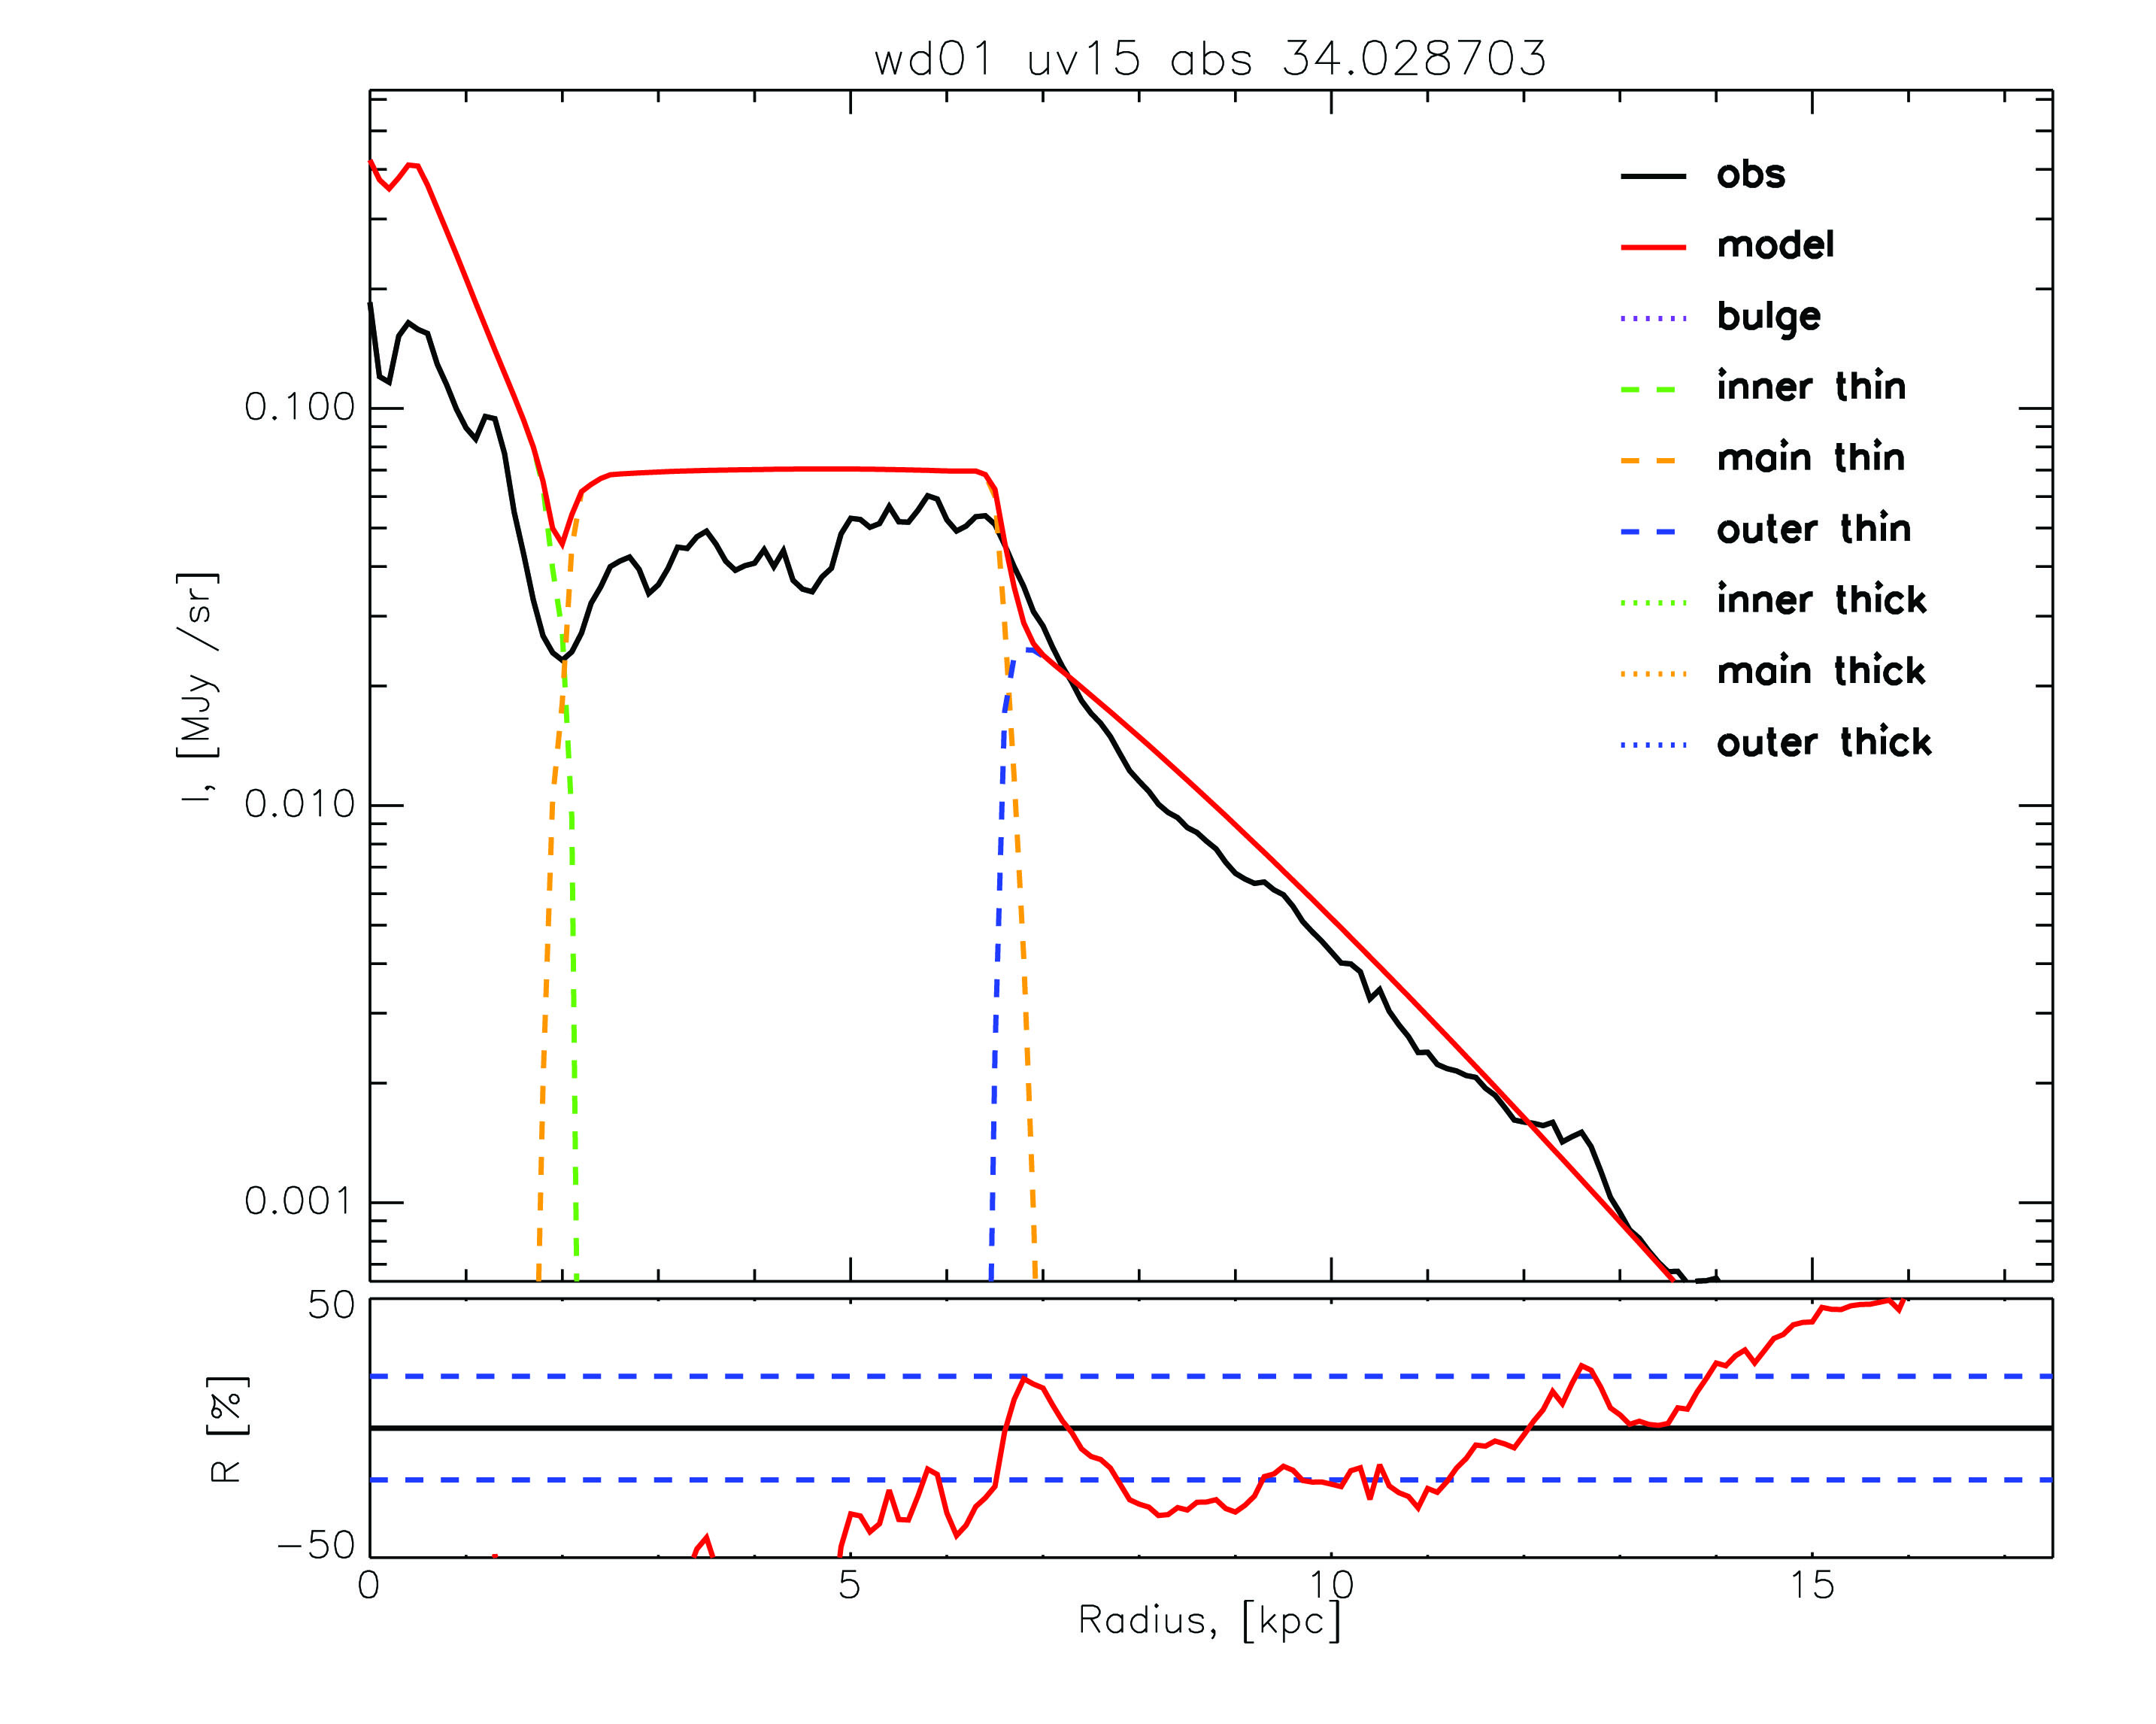 wd01 uv15 abs 34.028703
obs
model
bulge
inner thin
main thin
outer thin
inner thick
main thick
outer thick
I, [MJy /sr]
0.100
0.010
0.001
R [%]
50
-50
0 5 10 15
Radius, [kpc]